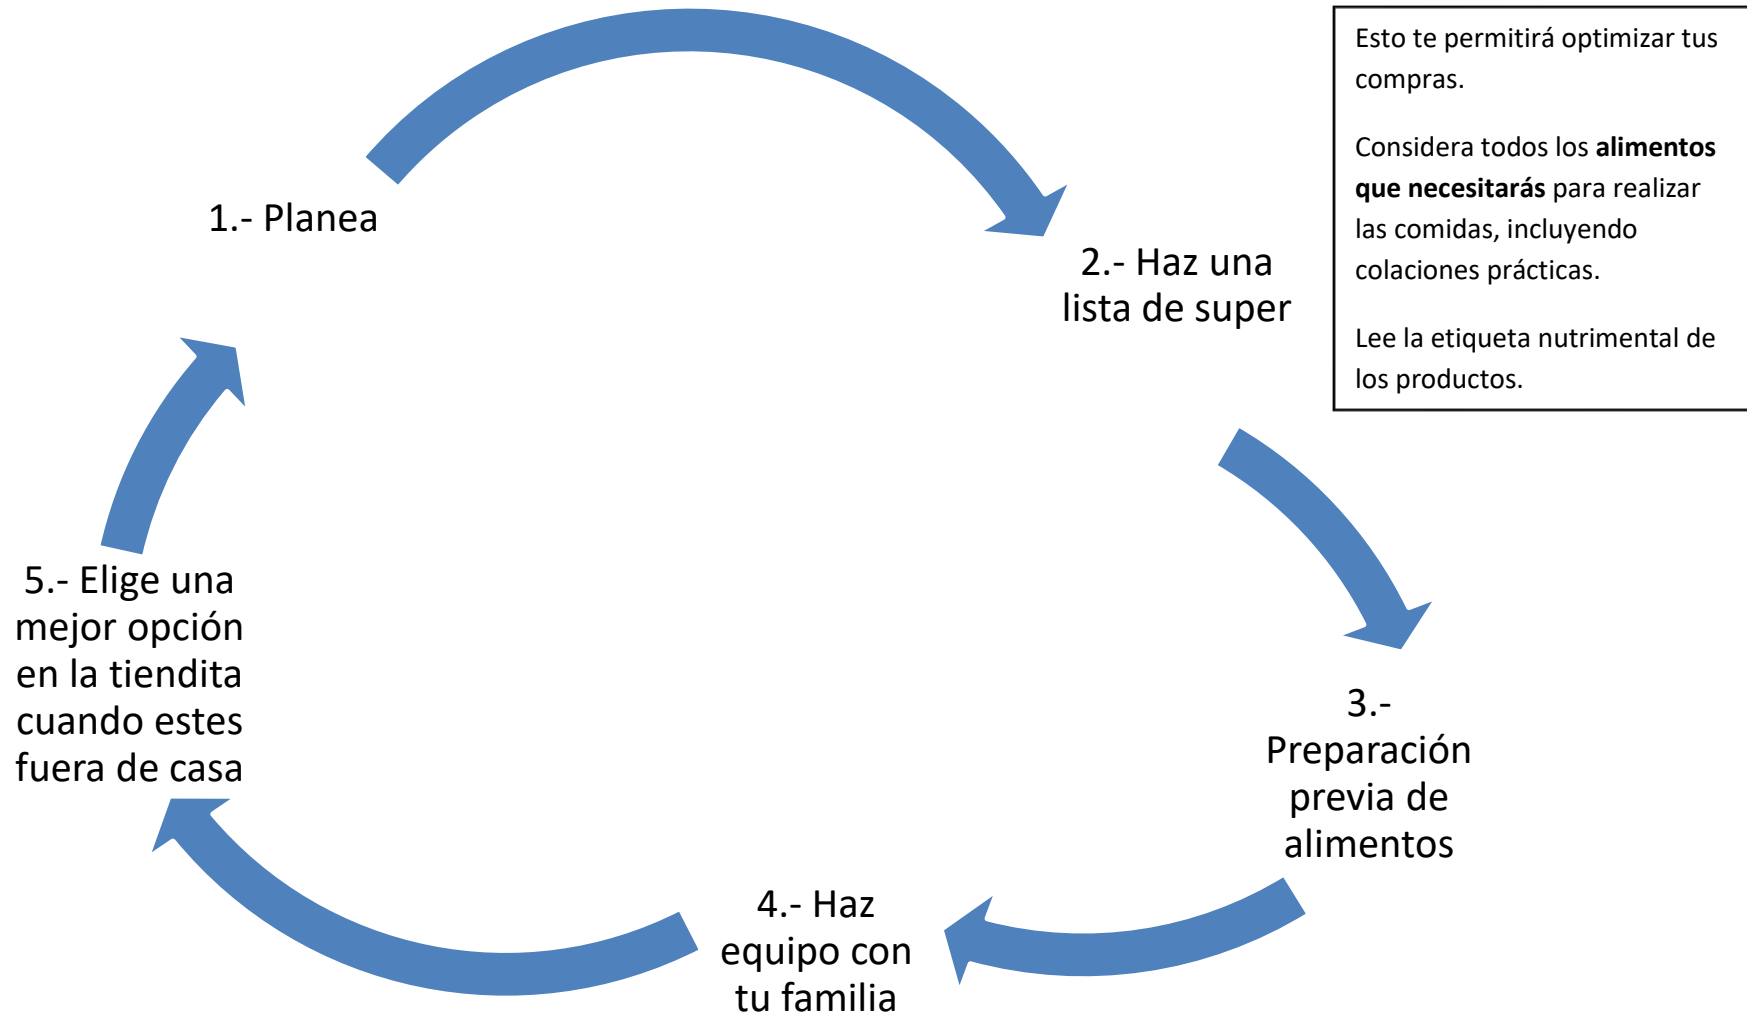 1.- Planea
2.- Haz una
lista de super
Esto te permitirá optimizar tus
compras.
Considera todos los alimentos
que necesitarás para realizar
las comidas, incluyendo
colaciones prácticas.
Lee la etiqueta nutrimental de
los productos.
3.-
Preparación
previa de
alimentos
4.- Haz
equipo con
tu familia
5.- Elige una
mejor opción
en la tiendita
cuando estes
fuera de casa